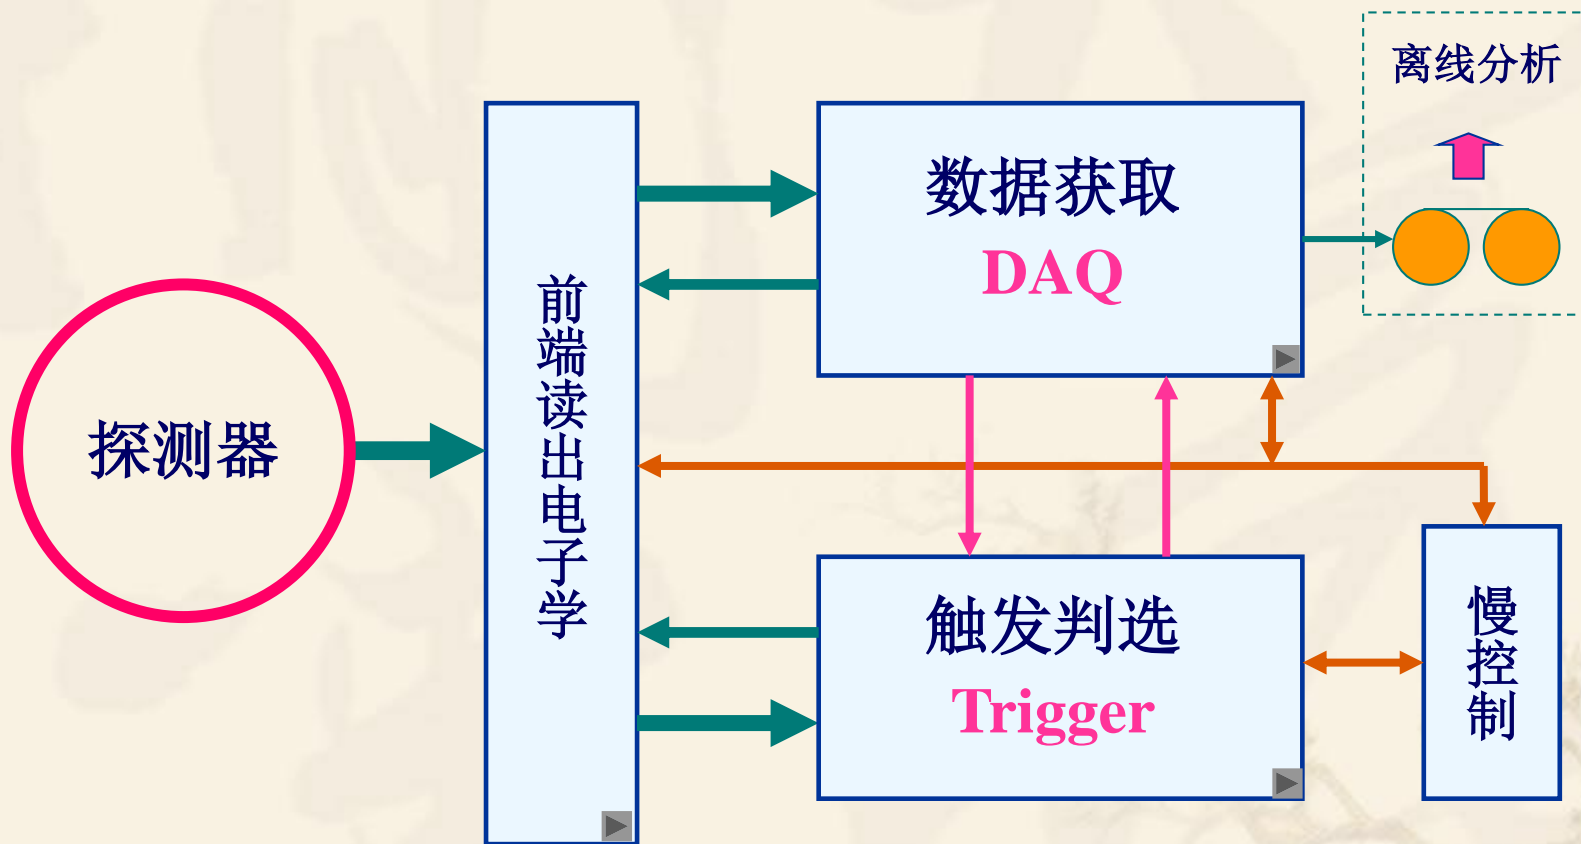 离线分析
数据获取
DAQ
前端读出电子学
探测器
触发判选
Trigger
慢控制